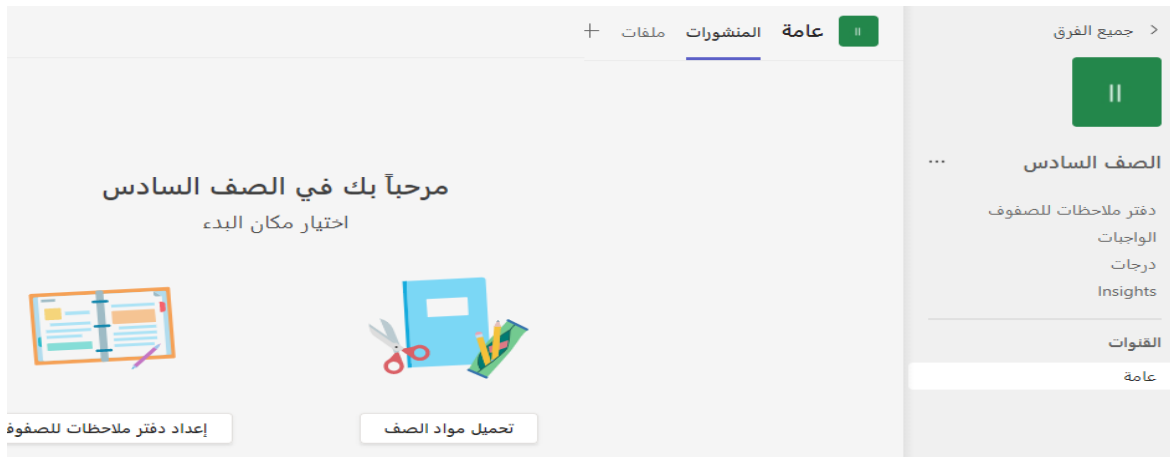 جميع الفرق
اا
الصف السادس ...
دفتر ملاحظات للصفوف
الواجبات
درجات
Insights
القنوات
عامة
اا عامة المنشورات ملفات +
مرحباً بك في الصف السادس
اختيار مكان البدء
تحميل مواد الصف
إعداد دفتر ملاحظات للصفوف